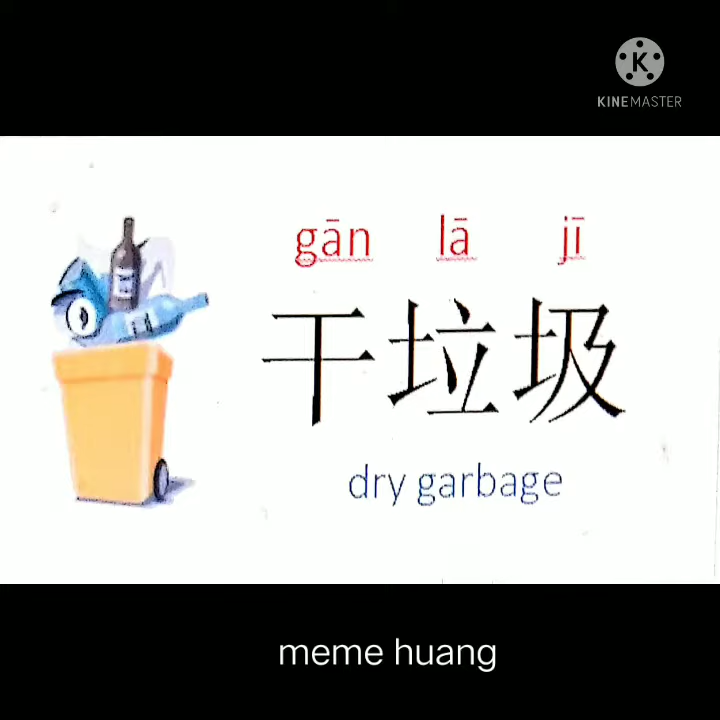 KINEMASTER
gān lā jī
干垃圾
dry garbage
meme huang